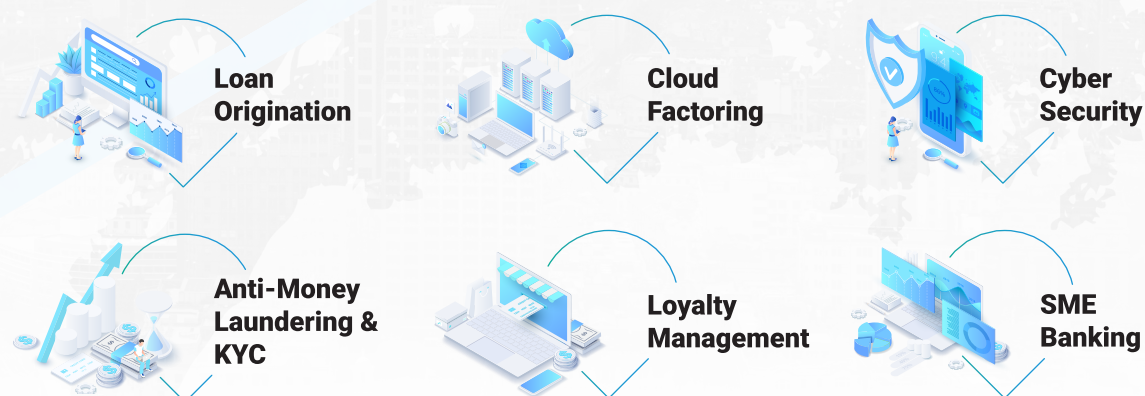 Loan
Origination
Cloud
Factoring
Cyber
Security
Anti-Money
Laundering &
KYC
Loyalty
Management
SME
Banking